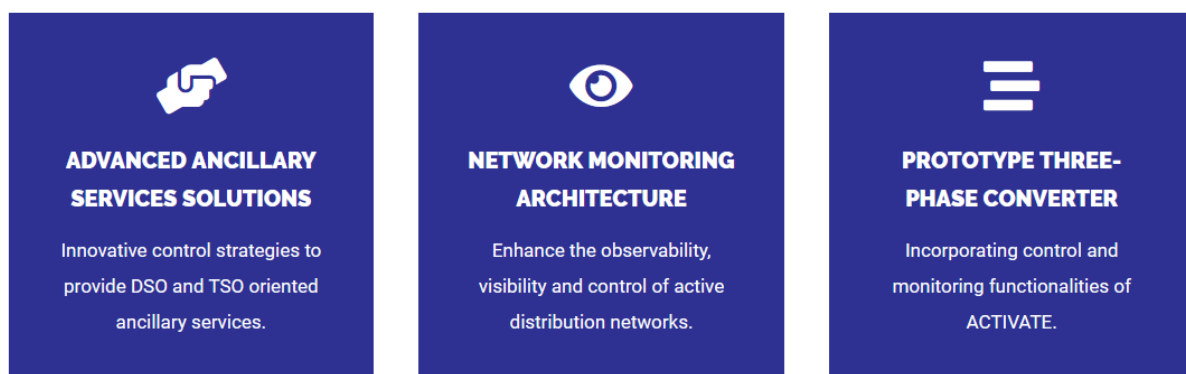 ADVANCED ANCILLARY
SERVICES SOLUTIONS
Innovative control strategies to
provide DSO and TSO oriented
ancillary services.
NETWORK MONITORING
ARCHITECTURE
Enhance the observability,
visibility and control of active
distribution networks.
PROTOTYPE THREE-
PHASE CONVERTER
Incorporating control and
monitoring functionalities of
ACTIVATE.